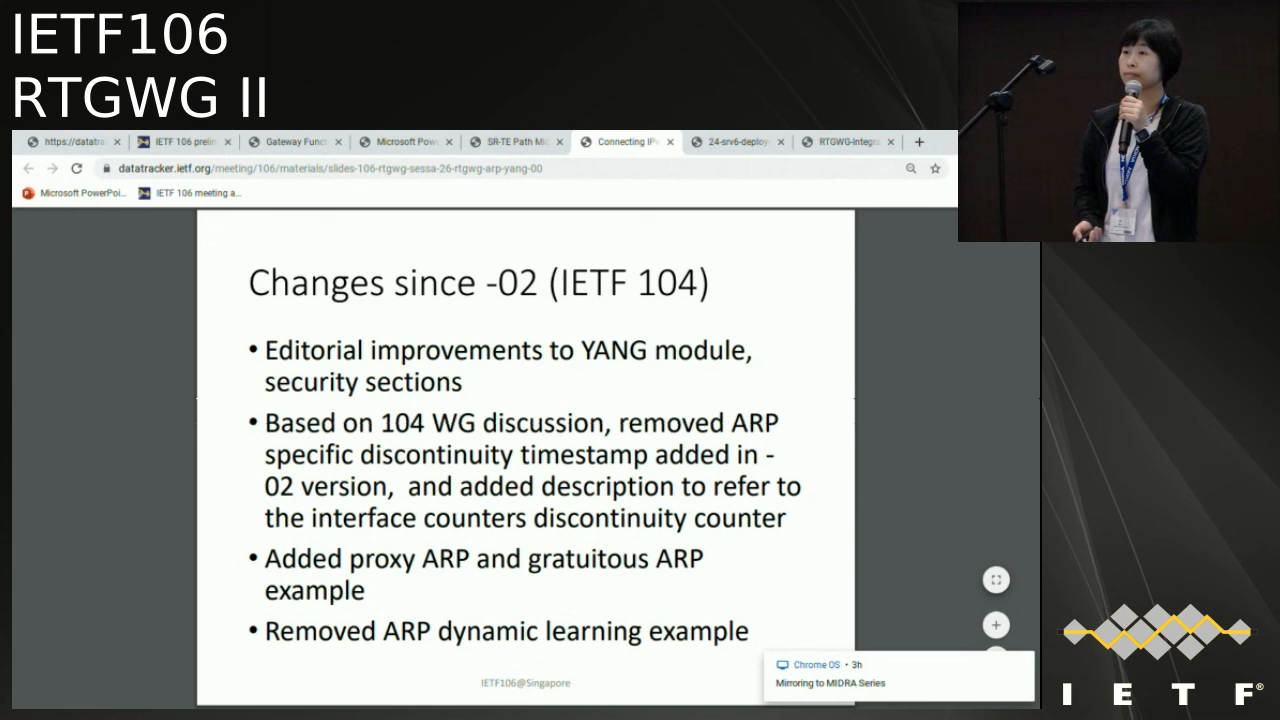 IETF106
RTGWG II
https://datatra
IETF 106 prelin
Gateway Funct
Microsoft Pow
SR-TE Path Mi
Connecting IPv
24-srv6-deploy
RTGWG-Integra
datatracker.ietf.org/meeting/106/materials/slides-106-rtgwg-sessa-26-rtgwg-arp-yang-00
Microsoft PowerPoi...
IETF 106 meeting a...
Changes since -02 (IETF 104)
• Editorial improvements to YANG module,
security sections
• Based on 104 WG discussion, removed ARP
specific discontinuity timestamp added in -
02 version, and added description to refer to
the interface counters discontinuity counter
• Added proxy ARP and gratuitous ARP
example
• Removed ARP dynamic learning example
IETF106@Singapore
Chrome OS • 3h
Mirroring to MIDRA Series
I E T F®